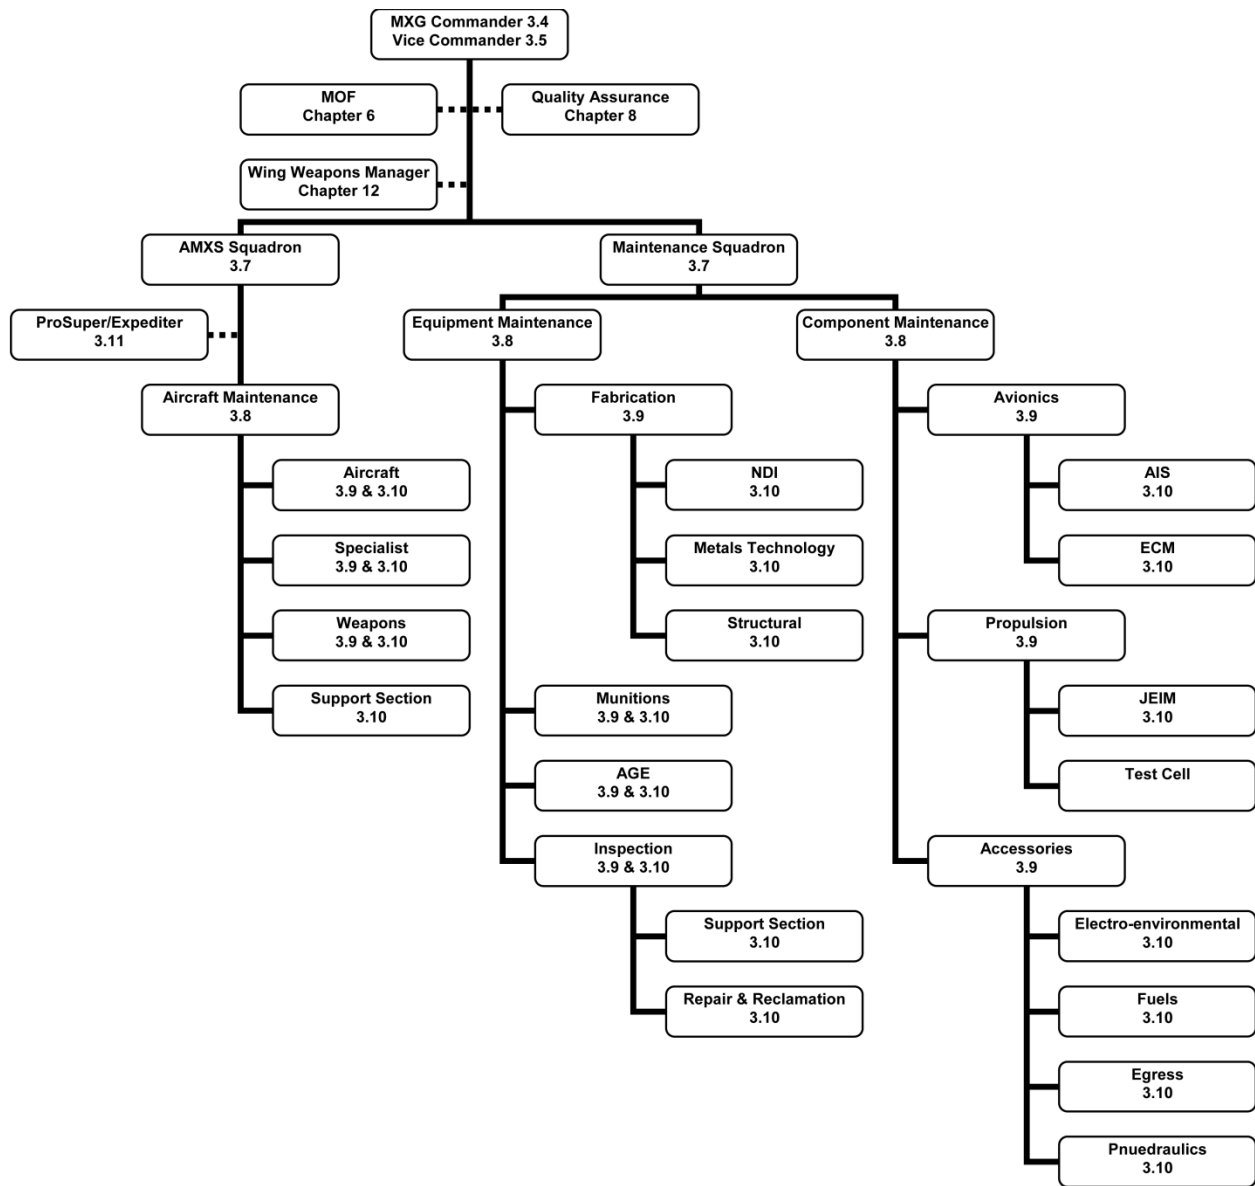 MXG Commander 3.4
Vice Commander 3.5
MOF
Chapter 6
Quality Assurance
Chapter 8
Wing Weapons Manager
Chapter 12
AMXS Squadron
3.7
Maintenance Squadron
3.7
ProSuper/Expediter
3.11
Equipment Maintenance
3.8
Component Maintenance
3.8
Aircraft Maintenance
3.8
Aircraft
3.9 & 3.10
Specialist
3.9 & 3.10
Weapons
3.9 & 3.10
Support Section
3.10
Fabrication
3.9
NDI
3.10
Metals Technology
3.10
Structural
3.10
Munitions
3.9 & 3.10
AGE
3.9 & 3.10
Inspection
3.9 & 3.10
Support Section
3.10
Repair & Reclamation
3.10
Avionics
3.9
AIS
3.10
ECM
3.10
Propulsion
3.9
JEIM
3.10
Test Cell
Accessories
3.9
Electro-environmental
3.10
Fuels
3.10
Egress
3.10
Pnuedraulics
3.10